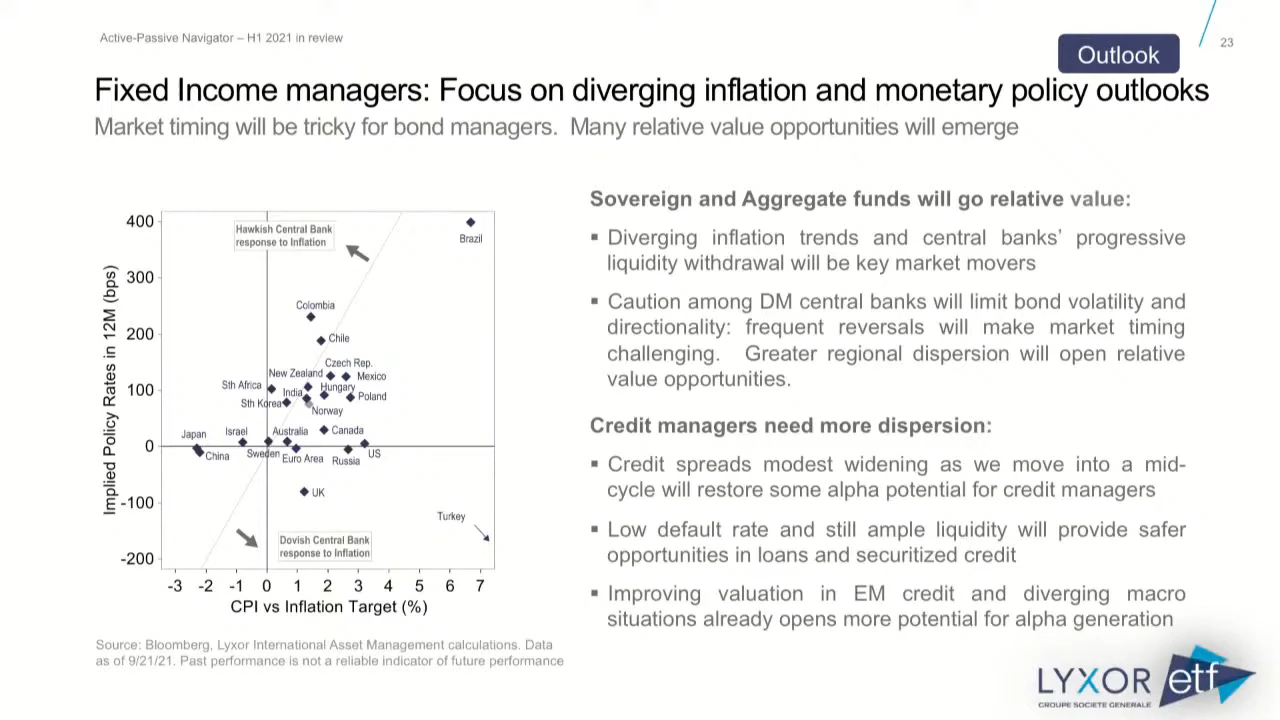 Active-Passive Navigator – H1 2021 in review
23
Outlook
Fixed Income managers: Focus on diverging inflation and monetary policy outlooks
Market timing will be tricky for bond managers.  Many relative value opportunities will emerge
Implied Policy Rates in 12M (bps)
400
300
200
100
0
-100
-200
Hawkish Central Bank
response to Inflation
Brazil
Colombia
Chile
Czech Rep.
New Zealand
Mexico
Sth Africa
India
Hungary
Poland
Sth Korea
Norway
Japan
Israel
Australia
Canada
China
Sweden
Euro Area
Russia
US
UK
Turkey
Dovish Central Bank
response to Inflation
-3 -2 -1 0 1 2 3 4 5 6 7
CPI vs Inflation Target (%)
Source: Bloomberg, Lyxor International Asset Management calculations. Data
as of 9/21/21. Past performance is not a reliable indicator of future performance
Sovereign and Aggregate funds will go relative value:
▪ Diverging inflation trends and central banks’ progressive
liquidity withdrawal will be key market movers
▪ Caution among DM central banks will limit bond volatility and
directionality: frequent reversals will make market timing
challenging.  Greater regional dispersion will open relative
value opportunities.
Credit managers need more dispersion:
▪ Credit spreads modest widening as we move into a mid-
cycle will restore some alpha potential for credit managers
▪ Low default rate and still ample liquidity will provide safer
opportunities in loans and securitized credit
▪ Improving valuation in EM credit and diverging macro
situations already opens more potential for alpha generation
LYXOR etf
GROUPE SOCIETE GENERALE